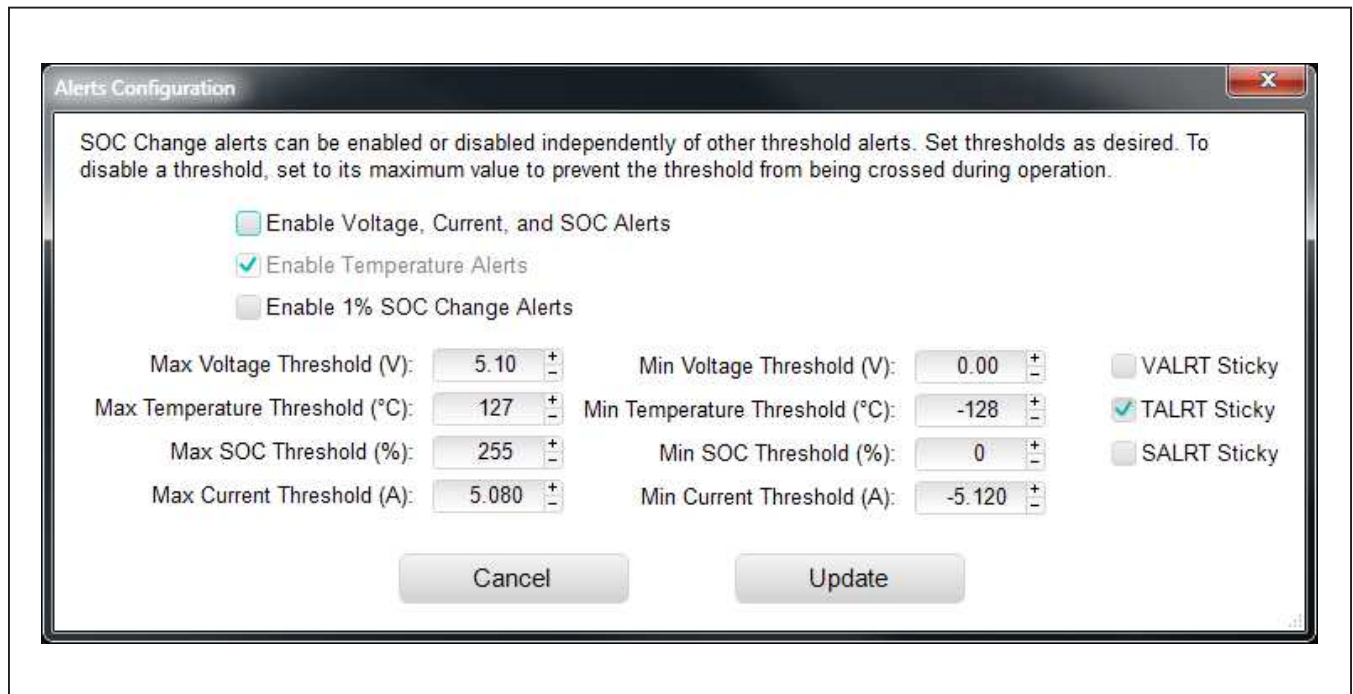 Alerts Configuration
X
SOC Change alerts can be enabled or disabled independently of other threshold alerts. Set thresholds as desired. To
disable a threshold, set to its maximum value to prevent the threshold from being crossed during operation.
Enable Voltage, Current, and SOC Alerts
Enable Temperature Alerts
Enable 1% SOC Change Alerts
Max Voltage Threshold (V): 5.10 + - Min Voltage Threshold (V): 0.00 + - VALRT Sticky
Max Temperature Threshold (°C): 127 + - Min Temperature Threshold (°C): -128 + - TALRT Sticky
Max SOC Threshold (%): 255 + - Min SOC Threshold (%): 0 + - SALRT Sticky
Max Current Threshold (A): 5.080 + - Min Current Threshold (A): -5.120 + -
Cancel Update